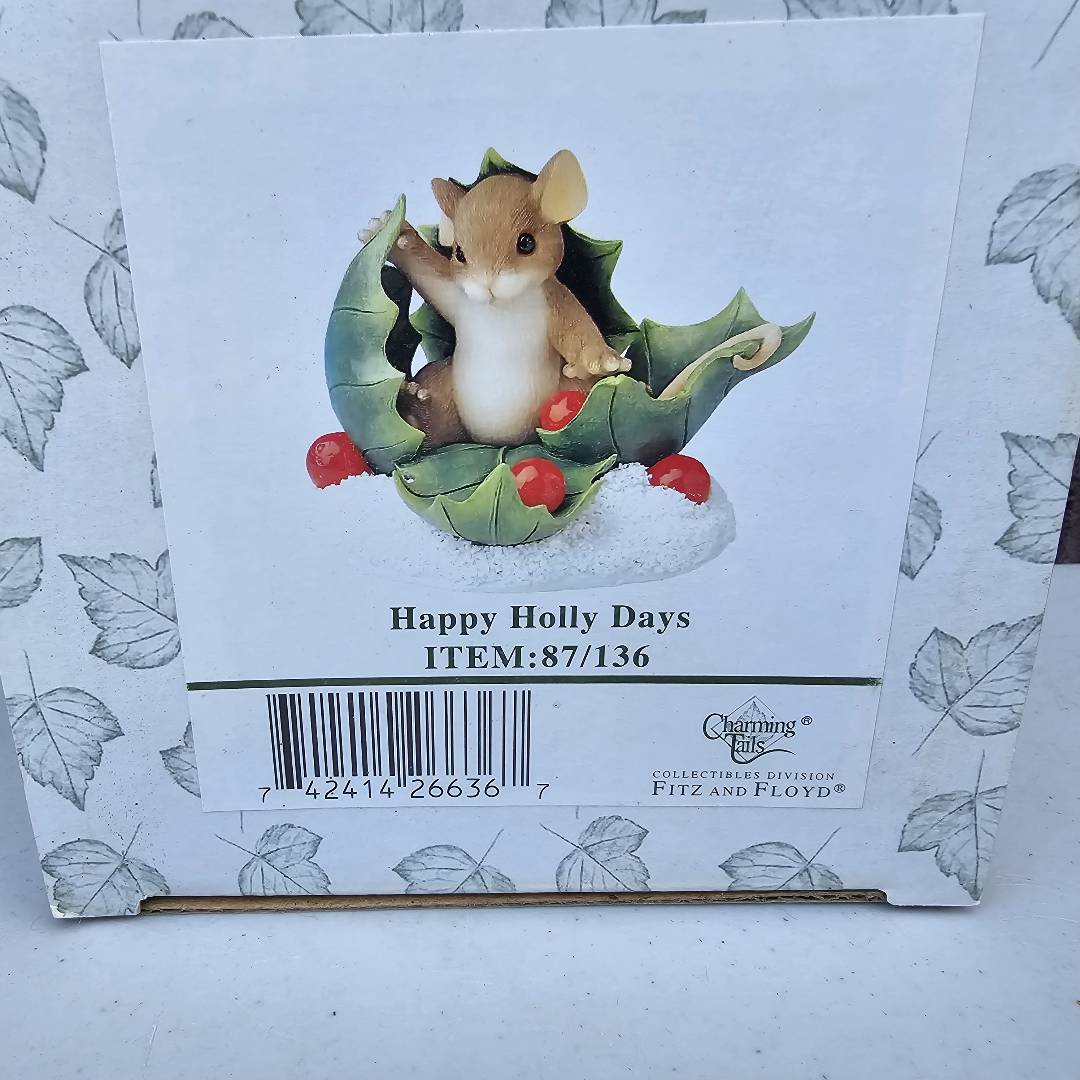 Happy Holly Days
ITEM:87/136
7 42414 26636 7
Charming ®
Tails
COLLECTIBLES DIVISION
FITZ AND FLOYD®